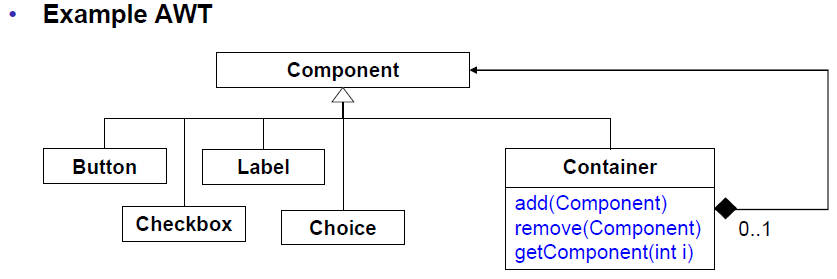 • Example AWT
Component
Button
Label
Container
Checkbox
Choice
add(Component)
remove(Component)
getComponent(int i)
0..1